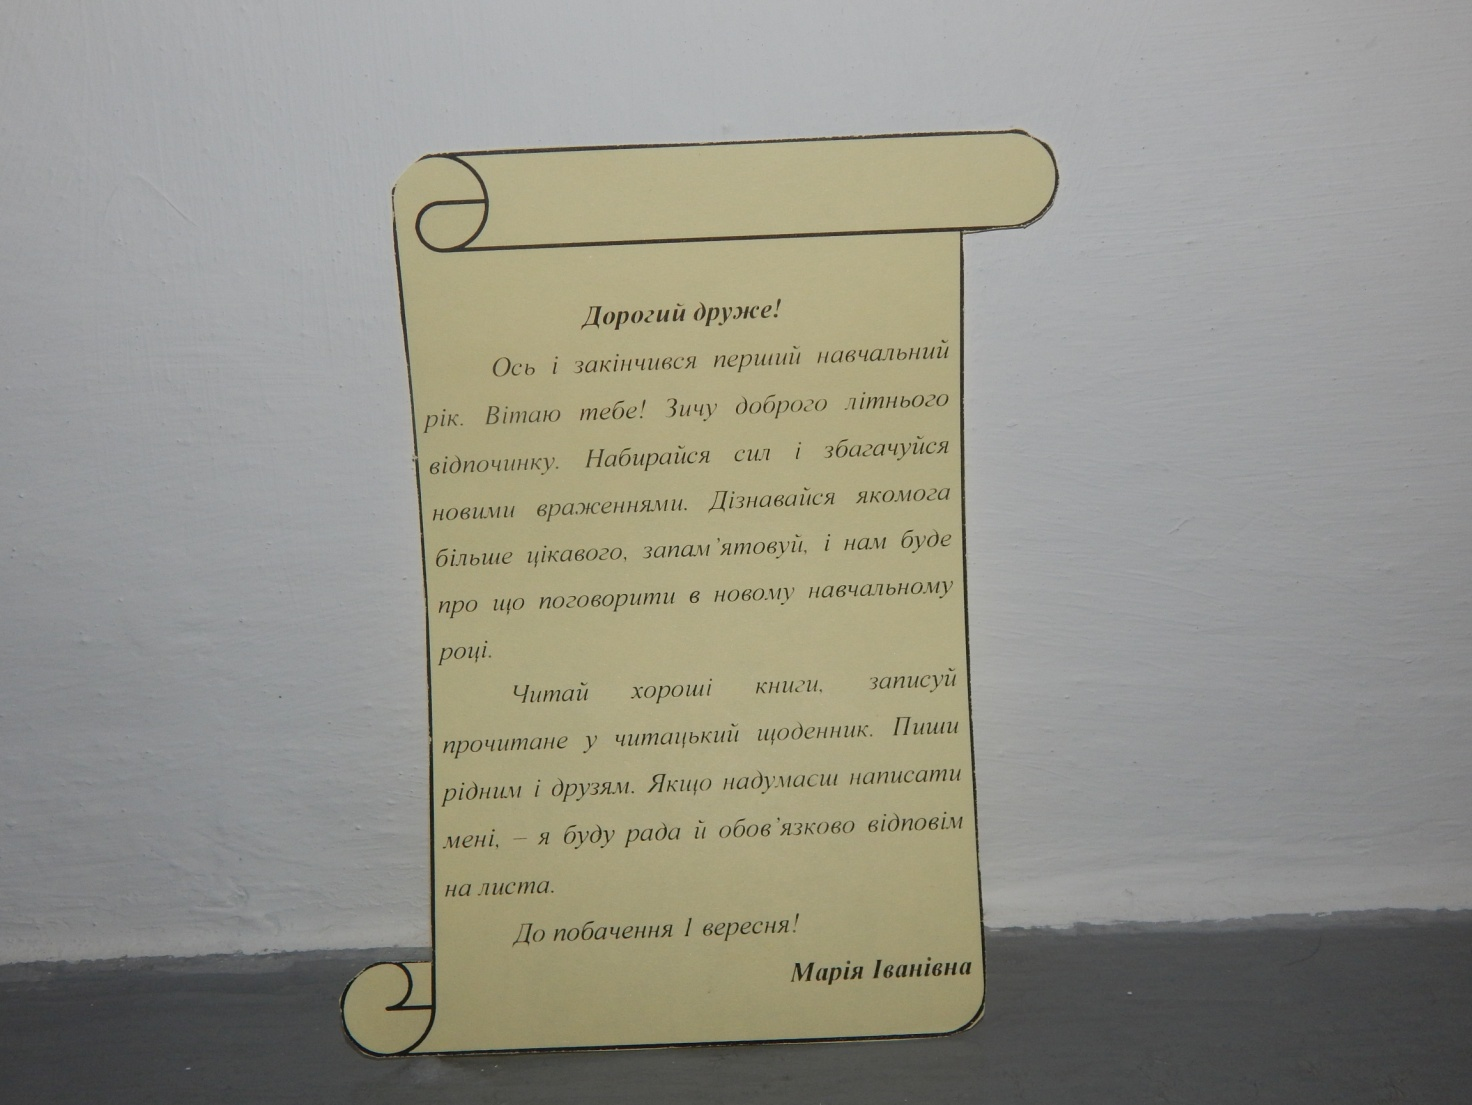 Дорогий друже!
Ось і закінчився перший навчальний
рік. Вітаю тебе! Зичу доброго літнього
відпочинку. Набирайся сил і збагачуйся
новими враженнями. Дізнавайся якомога
більше цікавого, запам’ятовуй, і нам буде
про що поговорити в новому навчальному
році.
Читай хороші книги, записуй
прочитане у читацький щоденник. Пиши
рідним і друзям. Якщо надумаєш написати
мені, – я буду рада й обов’язково відповім
на листа.
До побачення 1 вересня!
Марія Іванівна